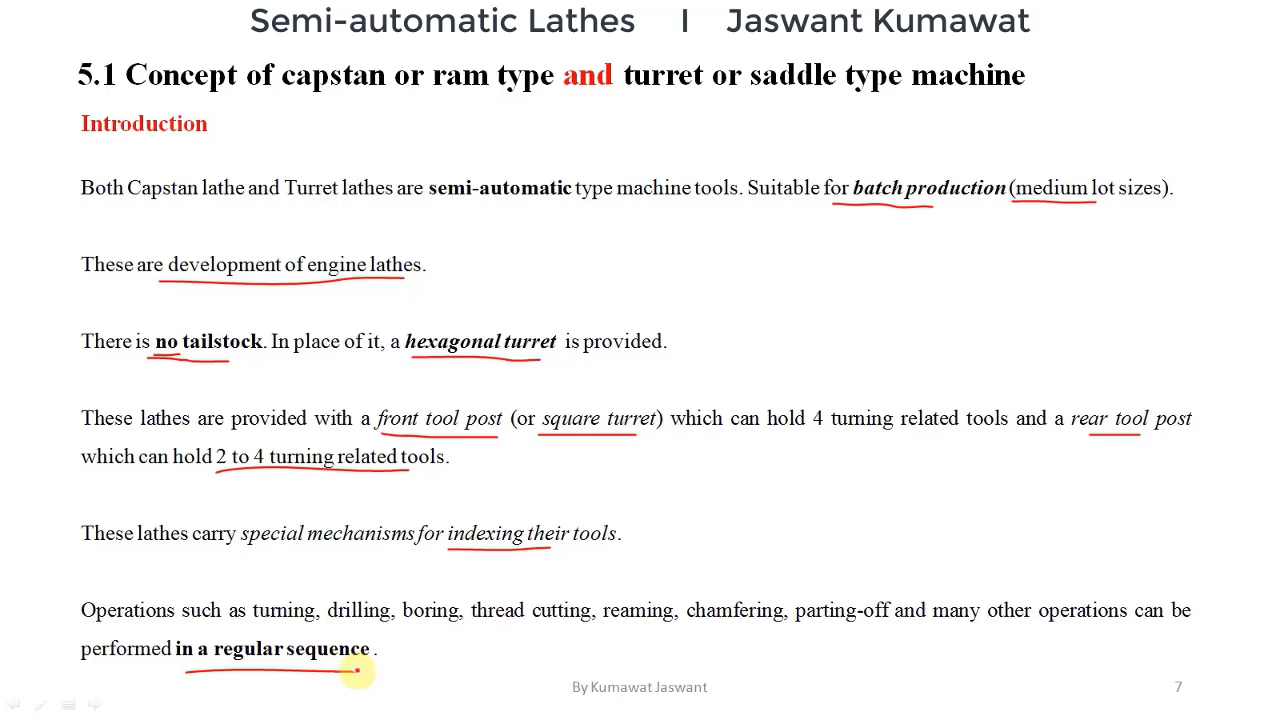 Semi-automatic Lathes I Jaswant Kumawat
5.1 Concept of capstan or ram type and turret or saddle type machine
Introduction
Both Capstan lathe and Turret lathes are semi-automatic type machine tools. Suitable for batch production (medium lot sizes).
These are development of engine lathes.
There is no tailstock. In place of it, a hexagonal turret is provided.
These lathes are provided with a front tool post (or square turret) which can hold 4 turning related tools and a rear tool post
which can hold 2 to 4 turning related tools.
These lathes carry special mechanisms for indexing their tools.
Operations such as turning, drilling, boring, thread cutting, reaming, chamfering, parting-off and many other operations can be
performed in a regular sequence .
By Kumawat Jaswant 7